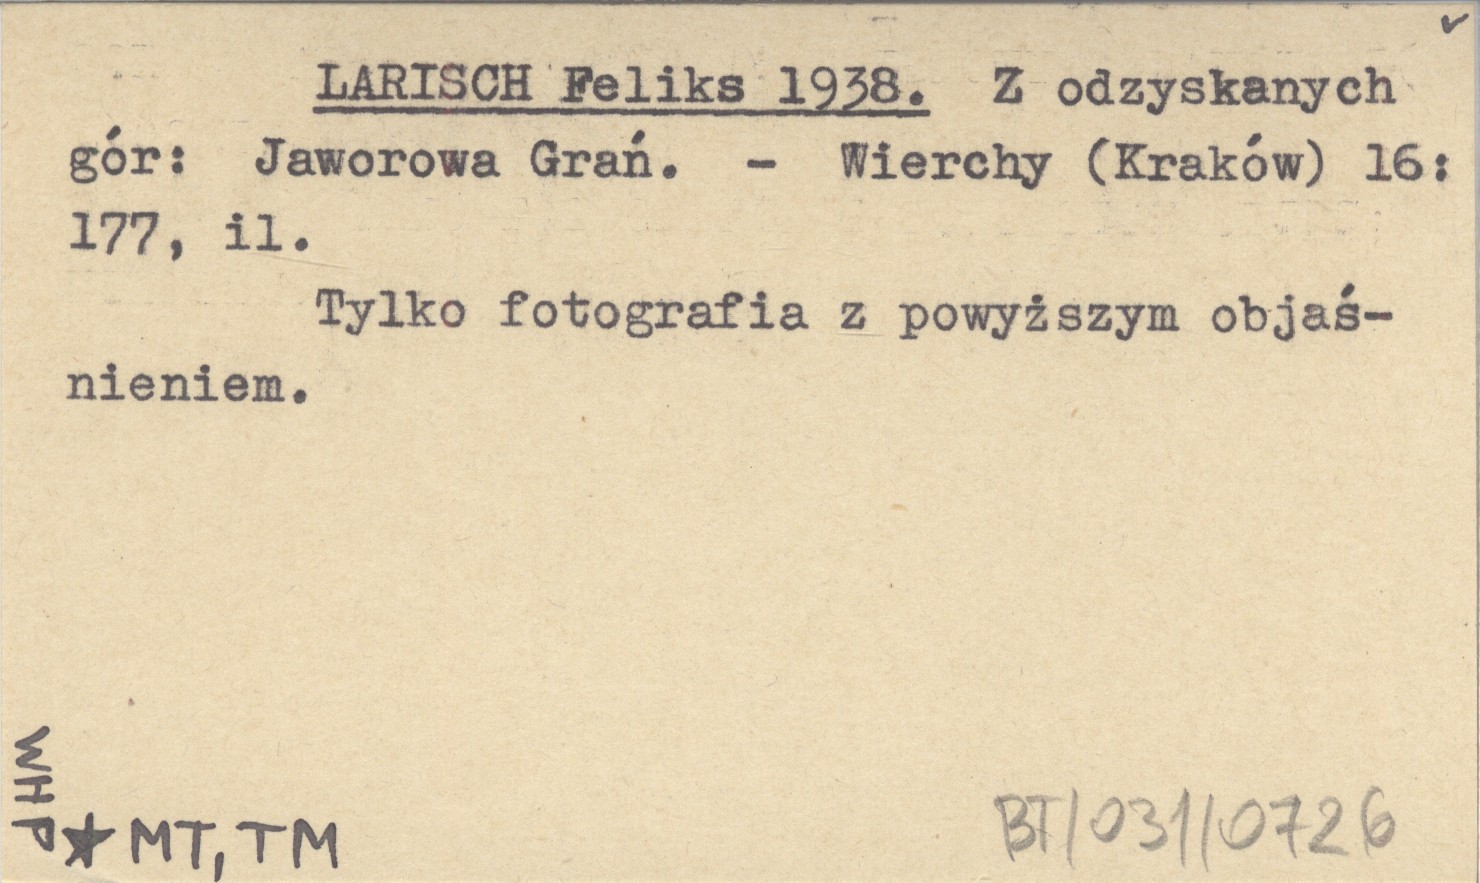 LARISCH Feliks 1938. Z odzyskanych
gór: Jaworowa Grań. - Wierchy (Kraków) 16:
177, il.
Tylko fotografia z powyższym objaś-
nieniem.
WHP
★ MT, TM
BT/031/0726